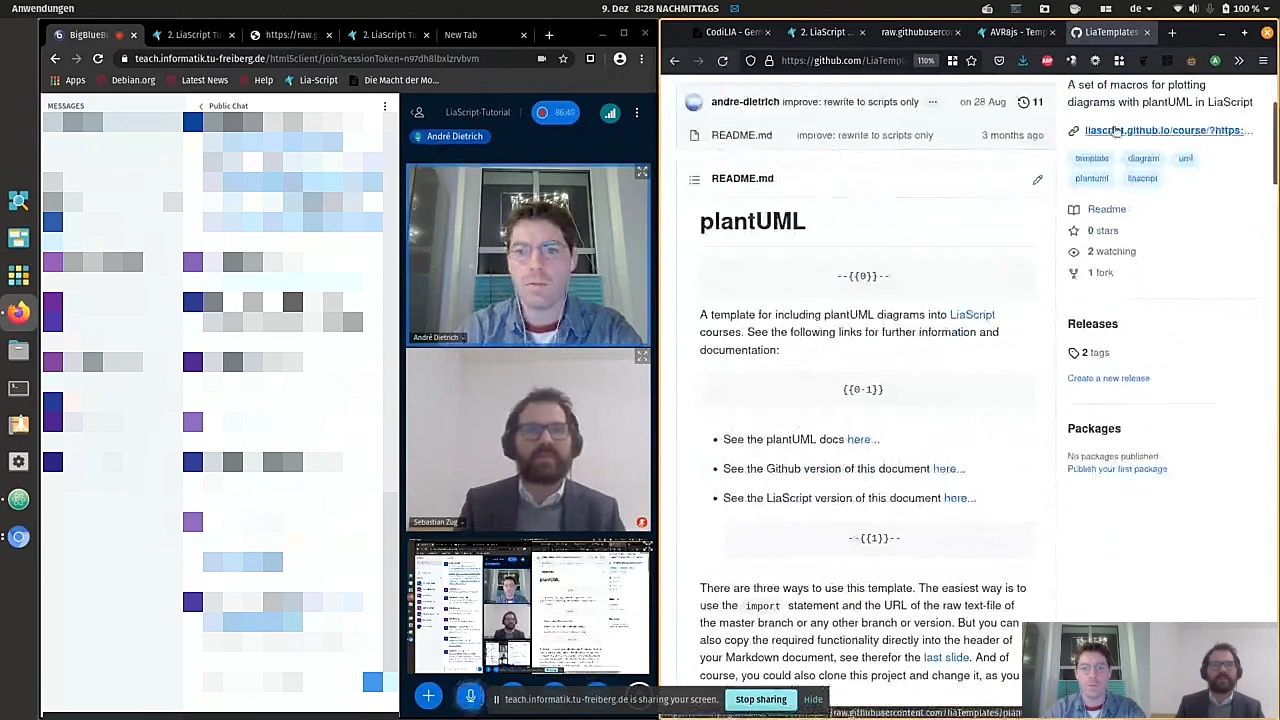 Anwendungen
9. Dez 8:28 NACHMITTAGS
de
100 %
BigBlueB
2. LiaScript Tu
https://raw.g
2. LiaScript Tu
New Tab
teach.informatik.tu-freiberg.de/html5client/join?sessionToken=n97dh8lbxlzrvbvm
Apps
Debian.org
Latest News
Help
Lia-Script
Die Macht der Mo...
MESSAGES
Public Chat
LiaScript-Tutorial
86:49
André Dietrich
André Dietrich
Sebastian Zug
teach.informatik.tu-freiberg.de is sharing your screen.
Stop sharing
Hide
CodiLIA - Gem
2. LiaScript
raw.githubuserco
AVR8js - Temp
LiaTemplates
https://github.com/LiaTemp
110%
A set of macros for plotting
diagrams with plantUML in LiaScript
liascript.github.io/course/?https:...
template
diagram
uml
plantuml
liascript
Readme
0 stars
2 watching
1 fork
Releases
2 tags
Create a new release
Packages
No packages published
Publish your first package
andre-dietrich improve: rewrite to scripts only
on 28 Aug
11
README.md
improve: rewrite to scripts only
3 months ago
README.md
plantUML
--{{0}}--
A template for including plantUML diagrams into LiaScript
courses. See the following links for further information and
documentation:
{{0-1}}
• See the plantUML docs here...
• See the Github version of this document here...
• See the LiaScript version of this document here...
--{{1}}--
There are three ways to use this template. The easiest way is to
use the import statement and the URL of the raw text-file of
the master branch or any other branch or version. But you can
also copy the required functionality directly into the header of
your Markdown document, see therefor the last slide. And of
course, you could also clone this project and change it, as you
raw.githubusercontent.com/liaTemplates/plan